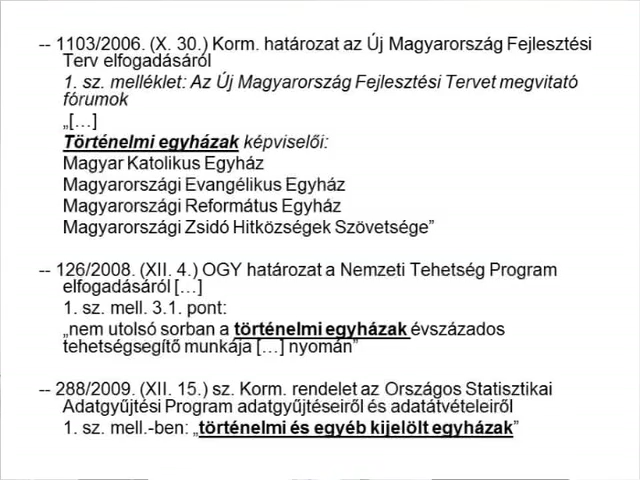 -- 1103/2006. (X. 30.) Korm. határozat az Új Magyarország Fejlesztési
Terv elfogadásáról
1. sz. melléklet: Az Új Magyarország Fejlesztési Tervet megvitató
fórumok
„[…]
Történelmi egyházak képviselői:
Magyar Katolikus Egyház
Magyarországi Evangélikus Egyház
Magyarországi Református Egyház
Magyarországi Zsidó Hitközségek Szövetsége”
-- 126/2008. (XII. 4.) OGY határozat a Nemzeti Tehetség Program
elfogadásáról […]
1. sz. mell. 3.1. pont:
„nem utolsó sorban a történelmi egyházak évszázados
tehetségsegítő munkája […] nyomán”
-- 288/2009. (XII. 15.) sz. Korm. rendelet az Országos Statisztikai
Adatgyűjtési Program adatgyűjtéseiről és adatátvételeiről
1. sz. mell.-ben: „történelmi és egyéb kijelölt egyházak”